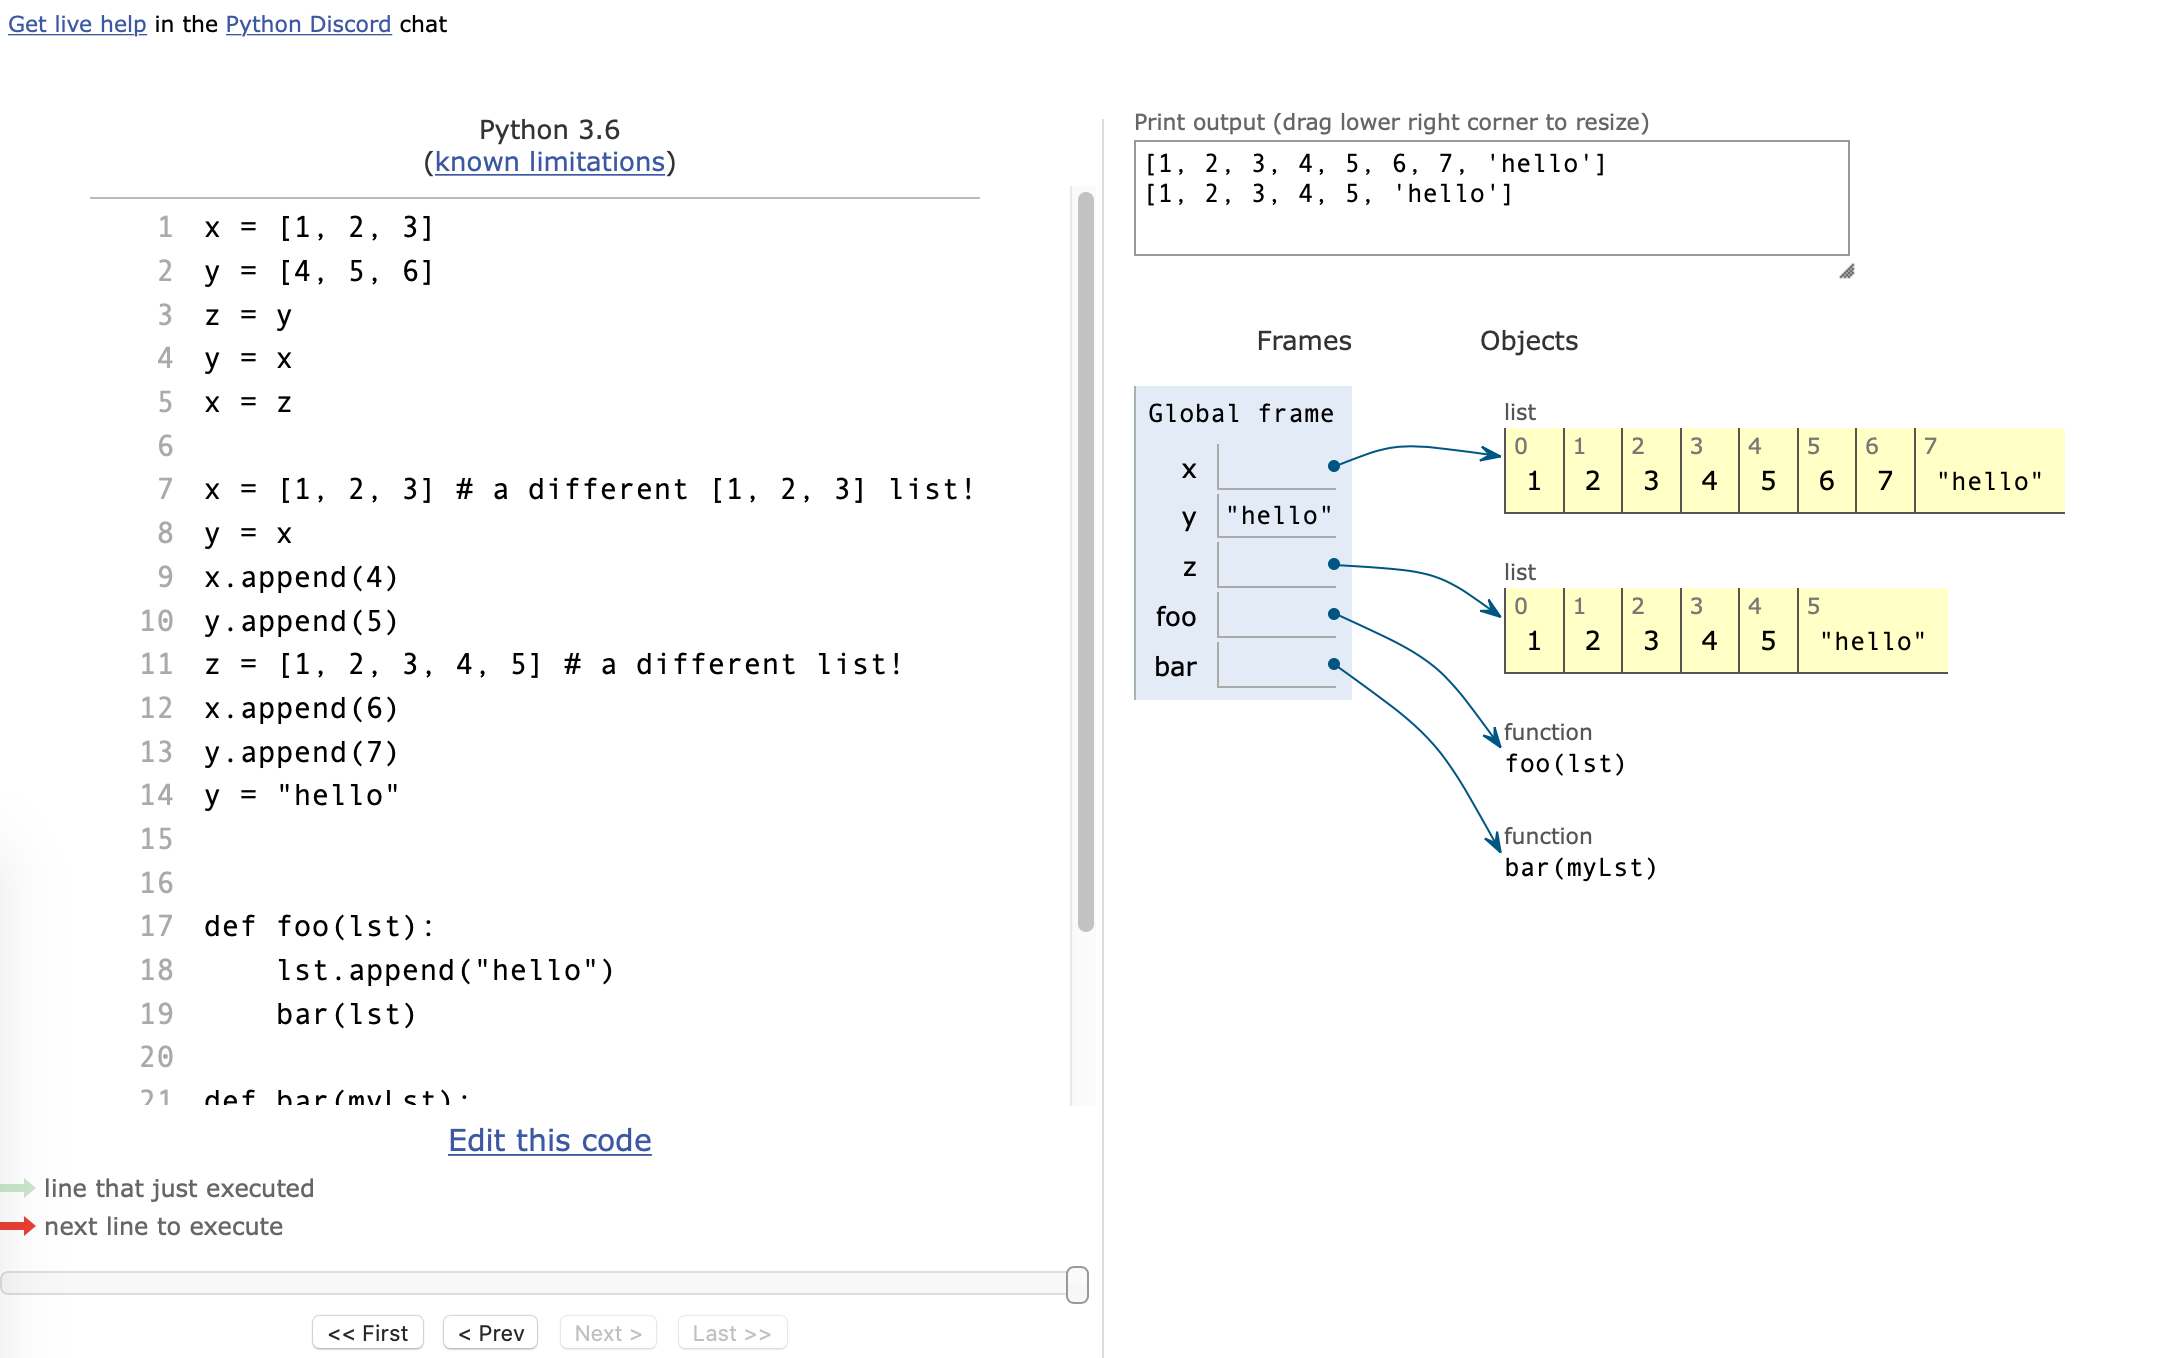 Get live help in the Python Discord chat
Python 3.6
(known limitations)
1 x = [1, 2, 3]
2 y = [4, 5, 6]
3 z = y
4 y = x
5 x = z
6
7 x = [1, 2, 3] # a different [1, 2, 3] list!
8 y = x
9 x.append(4)
10 y.append(5)
11 z = [1, 2, 3, 4, 5] # a different list!
12 x.append(6)
13 y.append(7)
14 y = "hello"
15
16
17 def foo(lst):
18     lst.append("hello")
19     bar(lst)
20
21 def bar(myLst):
Edit this code
line that just executed
next line to execute
<< First < Prev Next > Last >>
Print output (drag lower right corner to resize)
[1, 2, 3, 4, 5, 6, 7, 'hello']
[1, 2, 3, 4, 5, 'hello']
Frames Objects
Global frame
x
y "hello"
z
foo
bar
list
0 1 2 3 4 5 6 7
1 2 3 4 5 6 7 "hello"
list
0 1 2 3 4 5
1 2 3 4 5 "hello"
function
foo(lst)
function
bar(myLst)